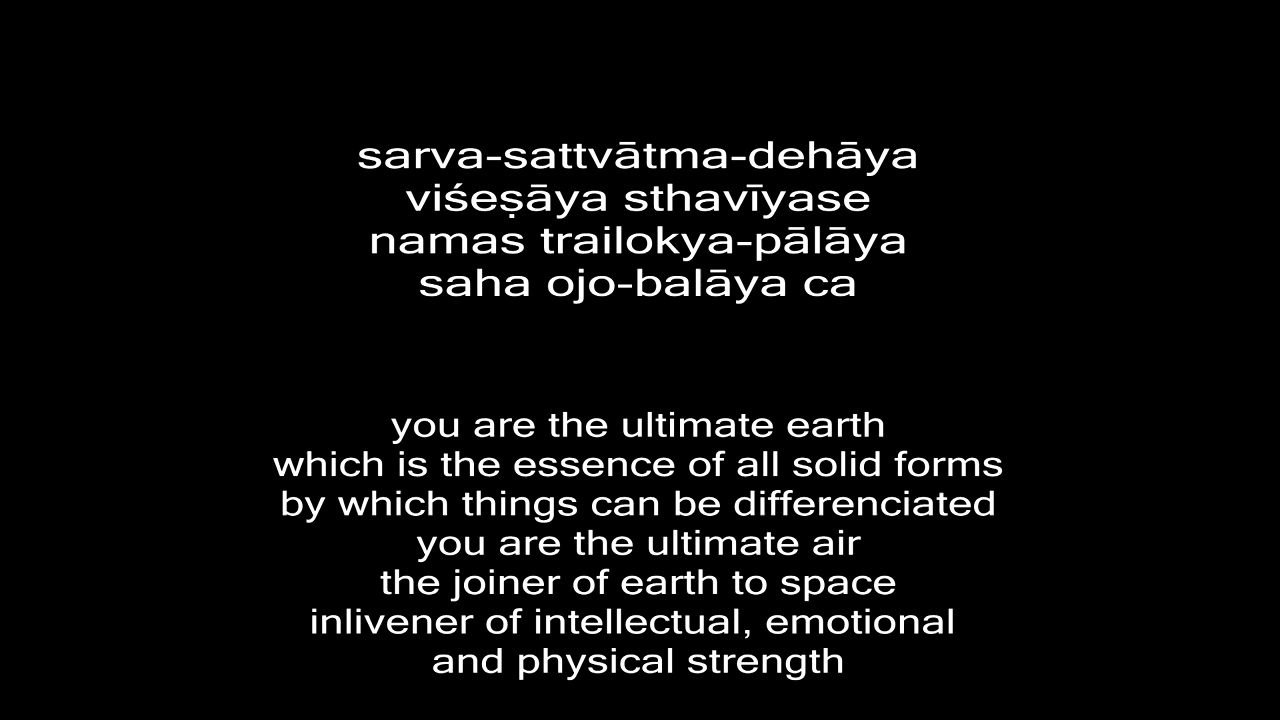 sarva-sattvātma-dehāya
viśeṣāya sthavīyase
namas trailokya-pālāya
saha ojo-balāya ca
you are the ultimate earth
which is the essence of all solid forms
by which things can be differenciated
you are the ultimate air
the joiner of earth to space
inlivener of intellectual, emotional
and physical strength